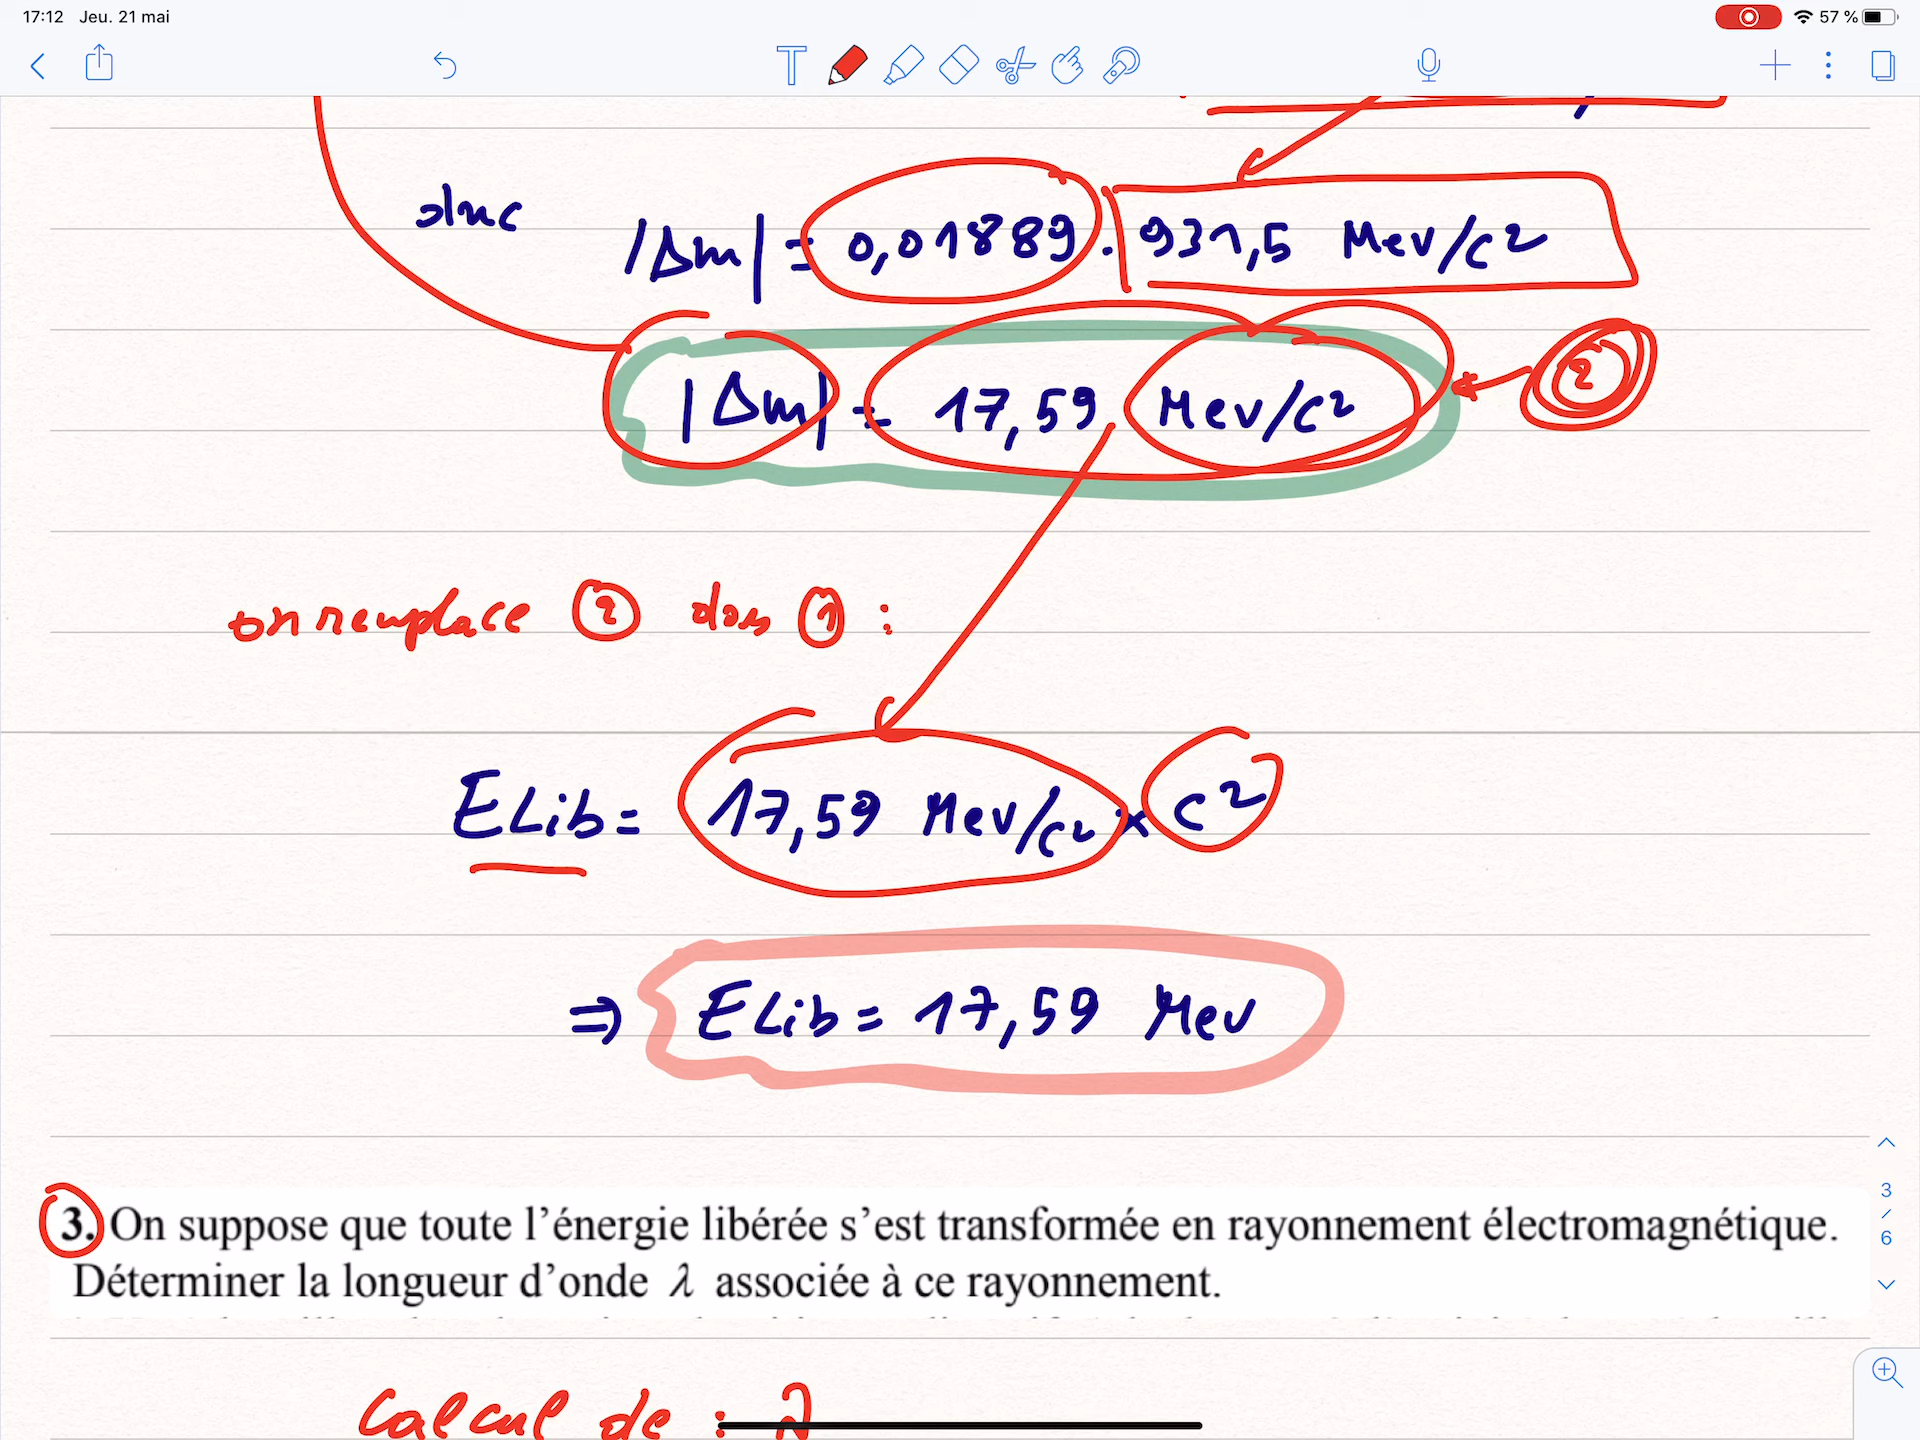 17:12 Jeu. 21 mai
57 %
donc
|Δm| = 0,01889 . 931,5 Mev/c²
|Δm| = 17,59 Mev/c²
2
on remplace ② dans ① :
ELib = 17,59 Mev/c² × c²
⇒ ELib = 17,59 Mev
3. On suppose que toute l'énergie libérée s'est transformée en rayonnement électromagnétique.
Déterminer la longueur d'onde λ associée à ce rayonnement.
3
/
6
Calcul de : λ